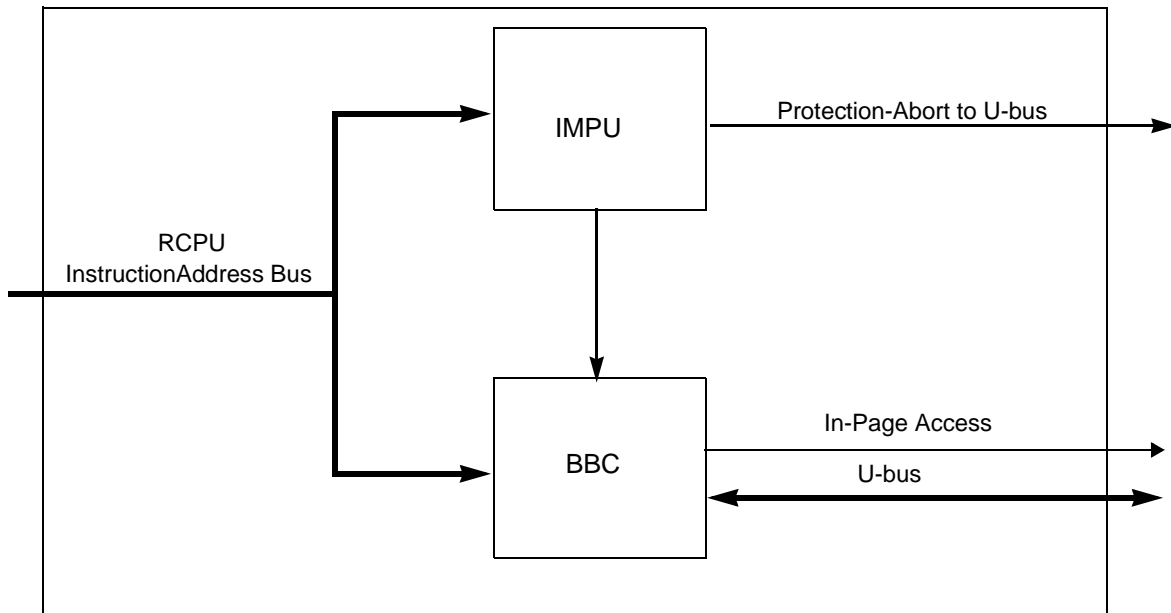 IMPU
Protection-Abort to U-bus
RCPU
InstructionAddress Bus
In-Page Access
BBC
U-bus